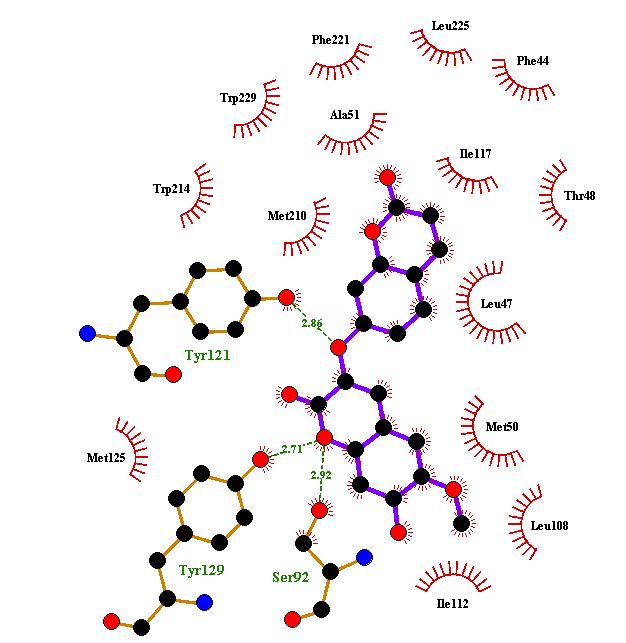 Leu225
Phe221
Phe44
Trp229
Ala51
Ile117
Trp214
Thr48
Met210
Leu47
2.86
Tyr121
Met50
2.71
Met125
2.92
Leu108
Tyr129
Ser92
Ile112